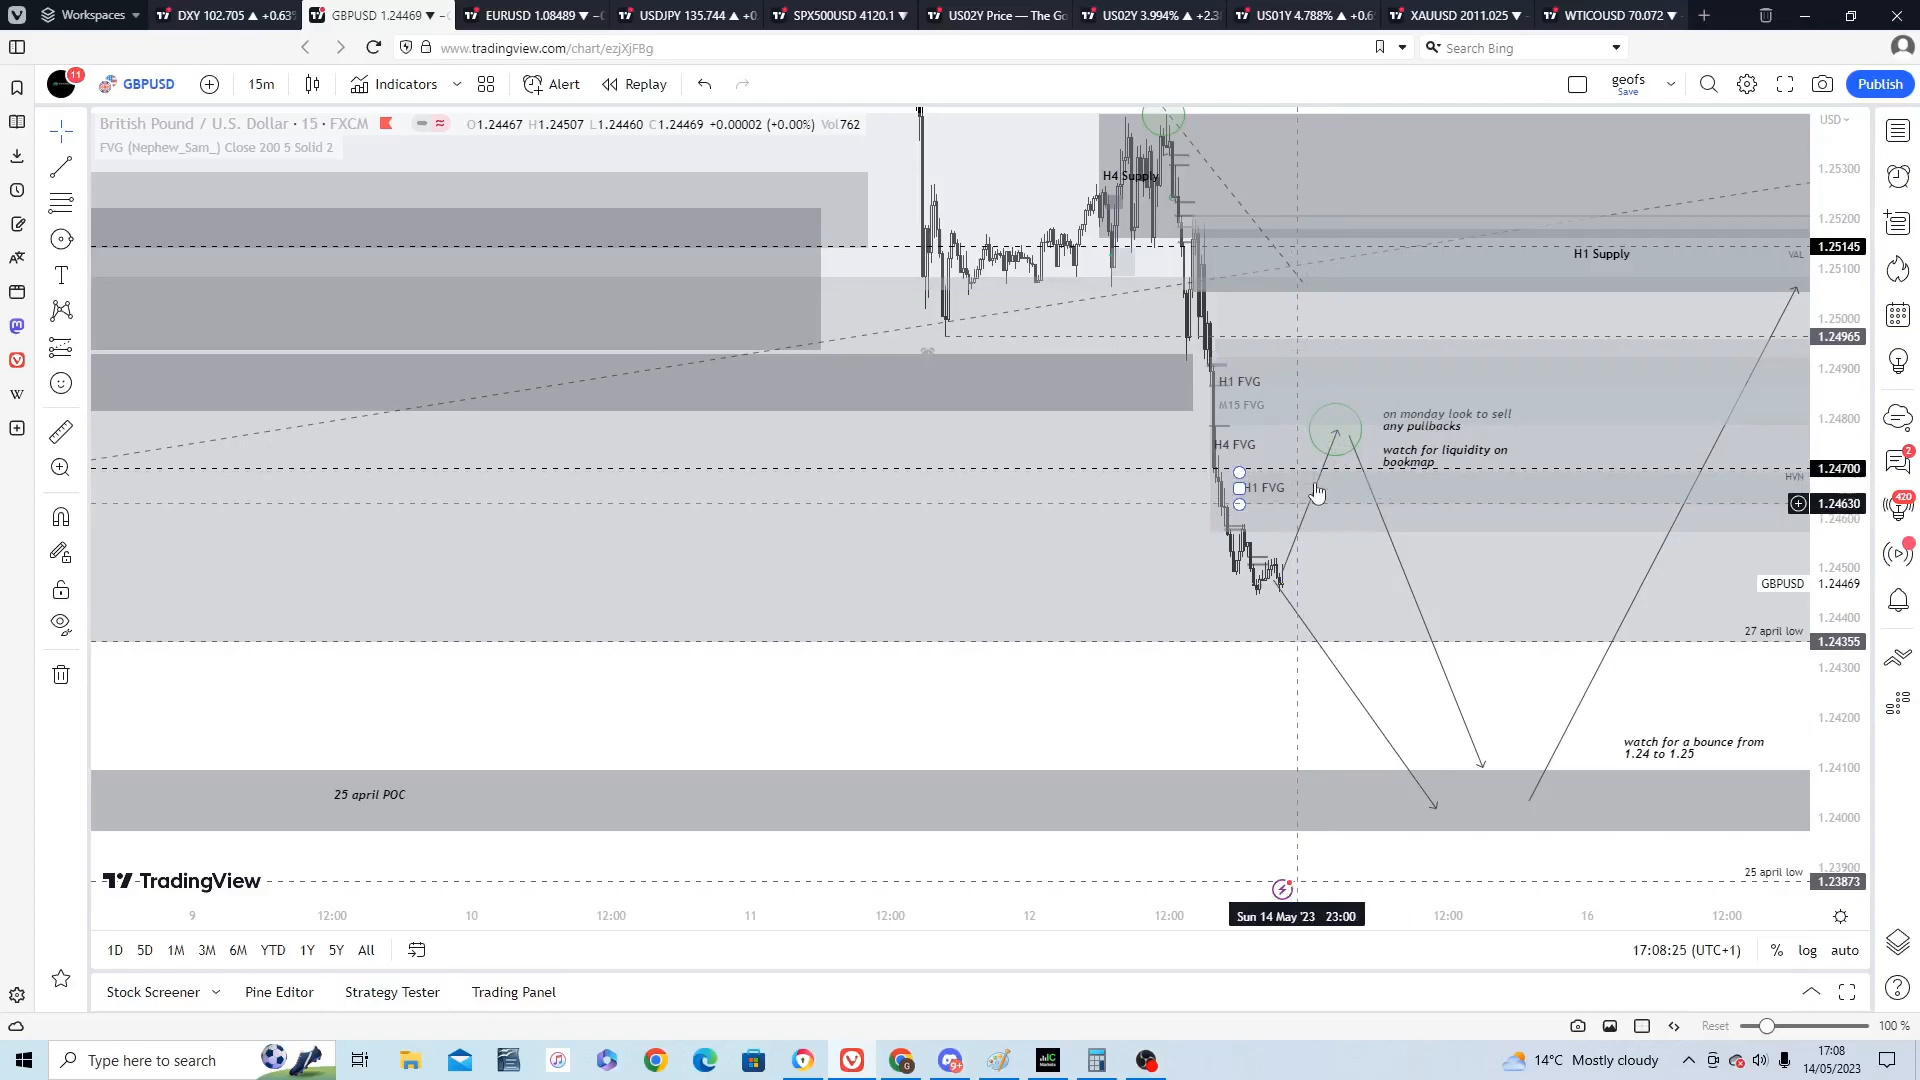 DXY 102.705 ▲ +0.63
GBPUSD 1.24469 ▼ −
EURUSD 1.08489 ▼ −
USDJPY 135.744 ▲ +0.
SPX500USD 4120.1 ▼
US02Y Price — The Go
US02Y 3.994% ▲ +2.3
US01Y 4.788% ▲ +0.6
XAUUSD 2011.025 ▼
WTICOUSD 70.072 ▼
Workspaces
www.tradingview.com/chart/ezjXjFBg
Search Bing
11
GBPUSD
15m
Indicators
Alert
Replay
geofs
Save
Publish
British Pound / U.S. Dollar · 15 · FXCM
O1.24467 H1.24507 L1.24460 C1.24469 +0.00002 (+0.00%) Vol762
FVG (Nephew_Sam_) Close 200 5 Solid 2
USD
1.25300
H4 Supply
1.25200
1.25145
H1 Supply
VAL
1.25100
1.25000
1.24965
1.24900
H1 FVG
M15 FVG
1.24800
on monday look to sell
any pullbacks
H4 FVG
watch for liquidity on
bookmap
1.24700
HVN
H1 FVG
1.24630
1.24600
1.24500
GBPUSD 1.24469
1.24400
27 april low
1.24355
1.24300
1.24200
watch for a bounce from
1.24 to 1.25
1.24100
25 april POC
1.24000
1.23900
25 april low
1.23873
TradingView
9
12:00
10
12:00
11
12:00
12
12:00
Sun 14 May '23 23:00
12:00
16
12:00
1D 5D 1M 3M 6M YTD 1Y 5Y All
17:08:25 (UTC+1)
% log auto
Stock Screener
Pine Editor
Strategy Tester
Trading Panel
2
420
Reset
100 %
Type here to search
9+
14°C Mostly cloudy
17:08
14/05/2023